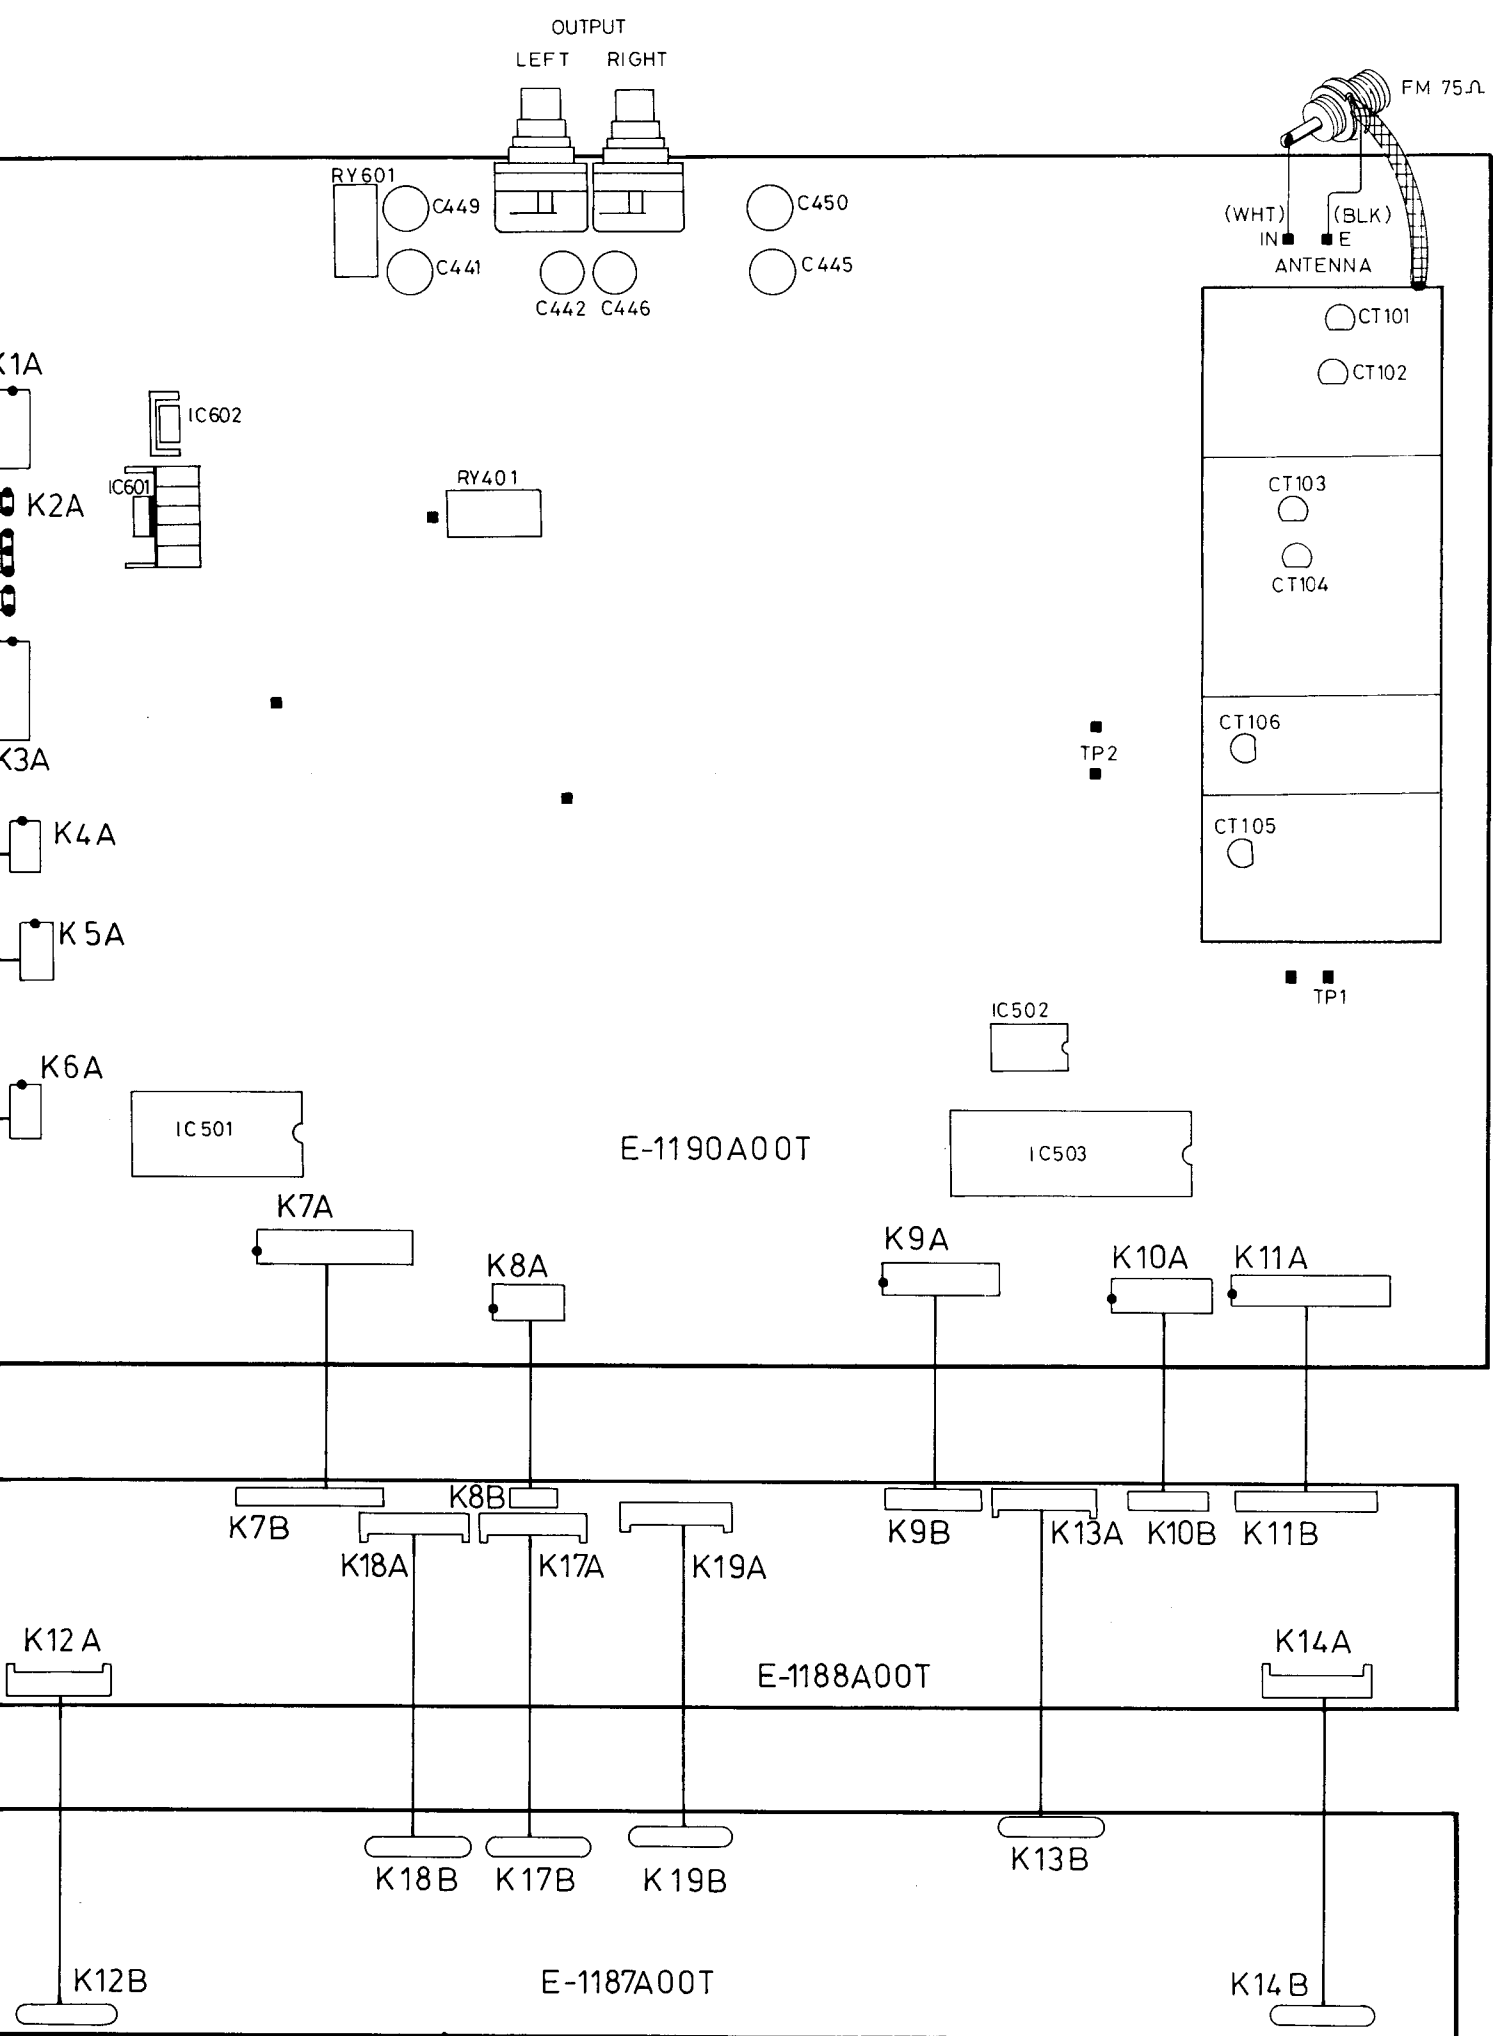 OUTPUT
LEFT RIGHT
FM 75Ω
RY601
C449
C450
(WHT) (BLK)
IN E
ANTENNA
C441
C445
C442 C446
CT101
K1A
CT102
IC602
IC601
K2A
RY401
CT103
CT104
CT106
TP2
K3A
CT105
K4A
K5A
TP1
IC502
K6A
IC501
E-1190A00T
IC503
K7A
K9A
K8A
K10A K11A
K8B
K7B
K9B K13A K10B K11B
K18A K17A K19A
K12A
K14A
E-1188A00T
K13B
K18B K17B K19B
K12B
E-1187A00T
K14B